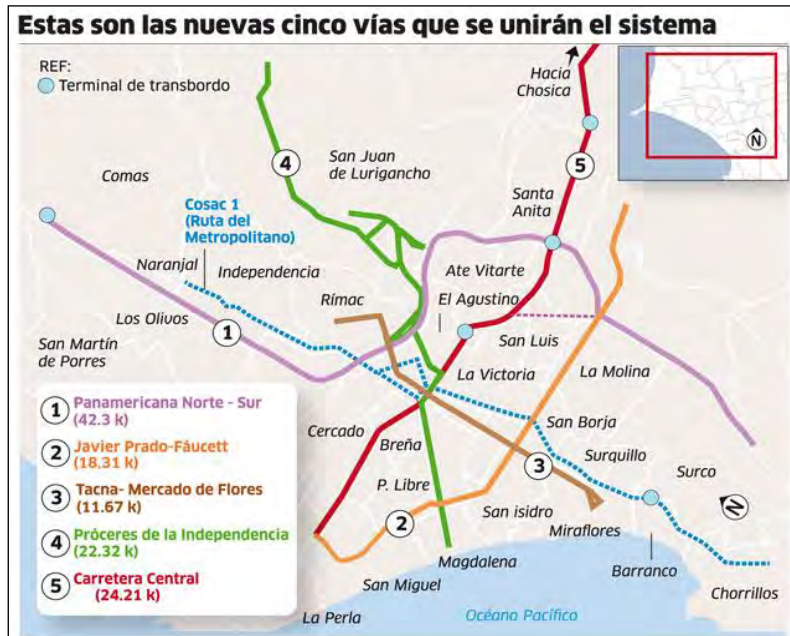 Estas son las nuevas cinco vías que se unirán el sistema
REF:
Terminal de transbordo
Hacia
Chosica
N
4
San Juan
de Lurigancho
5
Comas
Santa
Anita
Cosac 1
(Ruta del
Metropolitano)
Naranjal
Independencia
Ate Vitarte
Rímac
El Agustino
Los Olivos
1
San Luis
San Martín
de Porres
La Victoria
La Molina
1 Panamericana Norte - Sur
(42.3 k)
2 Javier Prado-Fáucett
(18.31 k)
3 Tacna- Mercado de Flores
(11.67 k)
4 Próceres de la Independencia
(22.32 k)
5 Carretera Central
(24.21 k)
Cercado
Breña
San Borja
3
Surquillo
P. Libre
Surco
2
San isidro
N
Miraflores
Magdalena
Barranco
San Miguel
Chorrillos
La Perla
Océano Pacífico